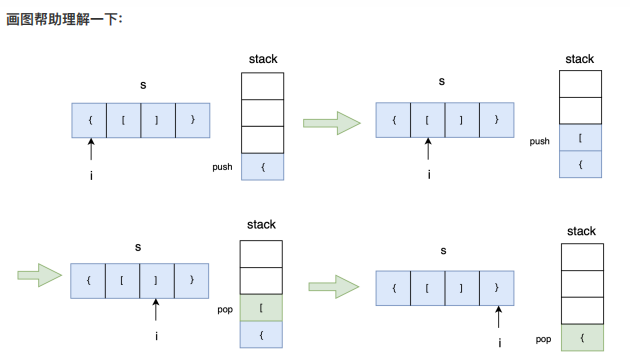 画图帮助理解一下：
stack
s
{ [ ] }
i
push
{
stack
s
{ [ ] }
i
push
[
{
stack
s
{ [ ] }
i
pop
[
{
stack
s
{ [ ] }
i
pop
{